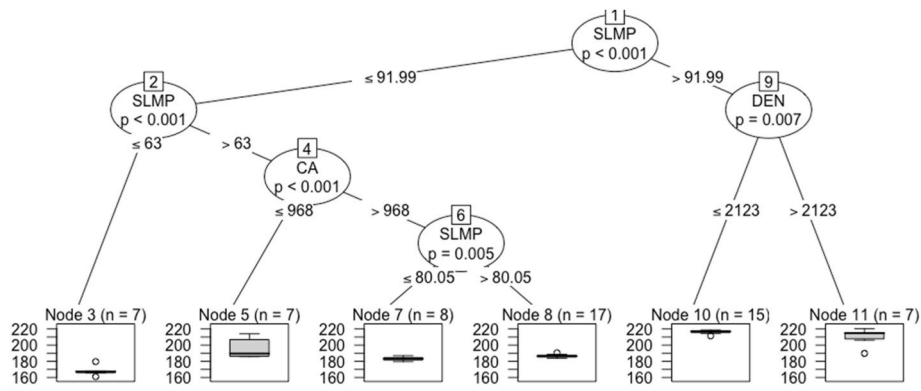 1
SLMP
p < 0.001
≤ 91.99
> 91.99
2
SLMP
p < 0.001
9
DEN
p = 0.007
≤ 63
> 63
4
CA
p < 0.001
≤ 968
> 968
6
SLMP
p = 0.005
≤ 80.05
> 80.05
≤ 2123
> 2123
Node 3 (n = 7)
220
200
180
160
Node 5 (n = 7)
220
200
180
160
Node 7 (n = 8)
220
200
180
160
Node 8 (n = 17)
220
200
180
160
Node 10 (n = 15)
220
200
180
160
Node 11 (n = 7)
220
200
180
160